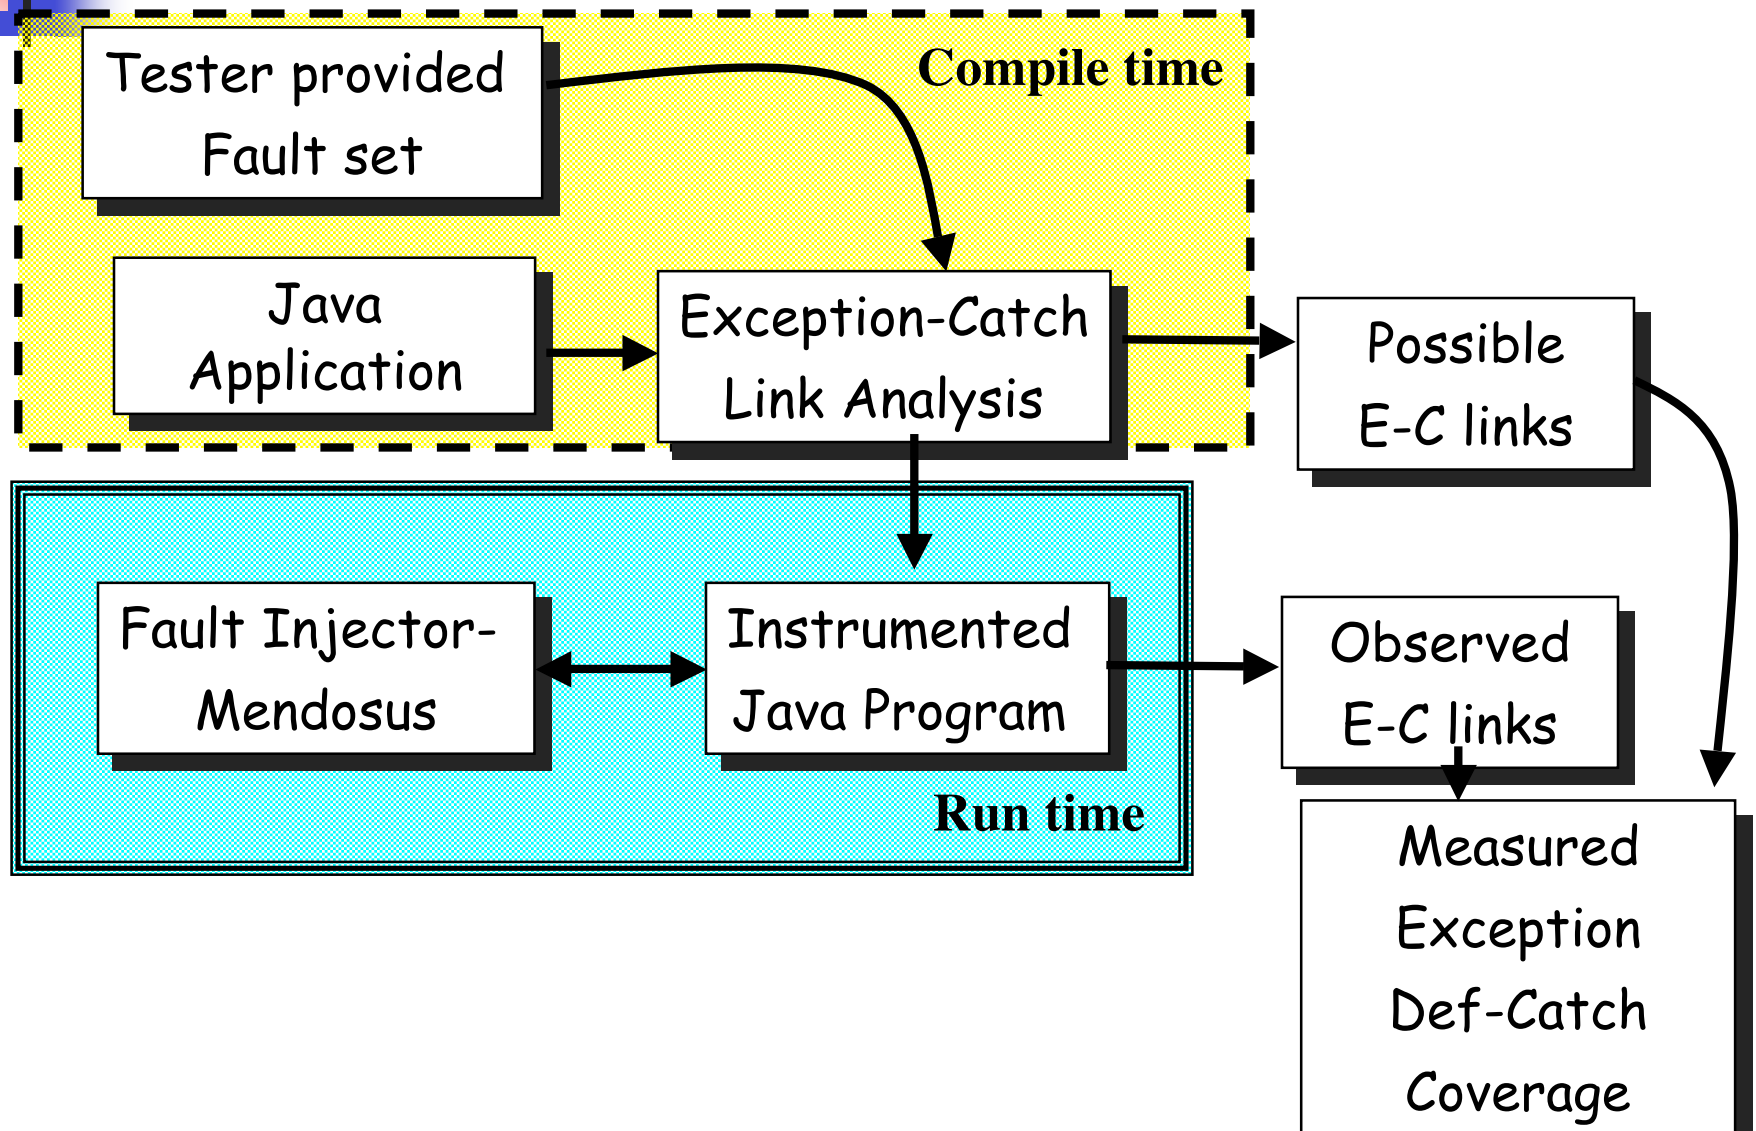 Tester provided
Fault set
Compile time
Java
Application
Exception-Catch
Link Analysis
Possible
E-C links
Fault Injector-
Mendosus
Instrumented
Java Program
Observed
E-C links
Run time
Measured
Exception
Def-Catch
Coverage